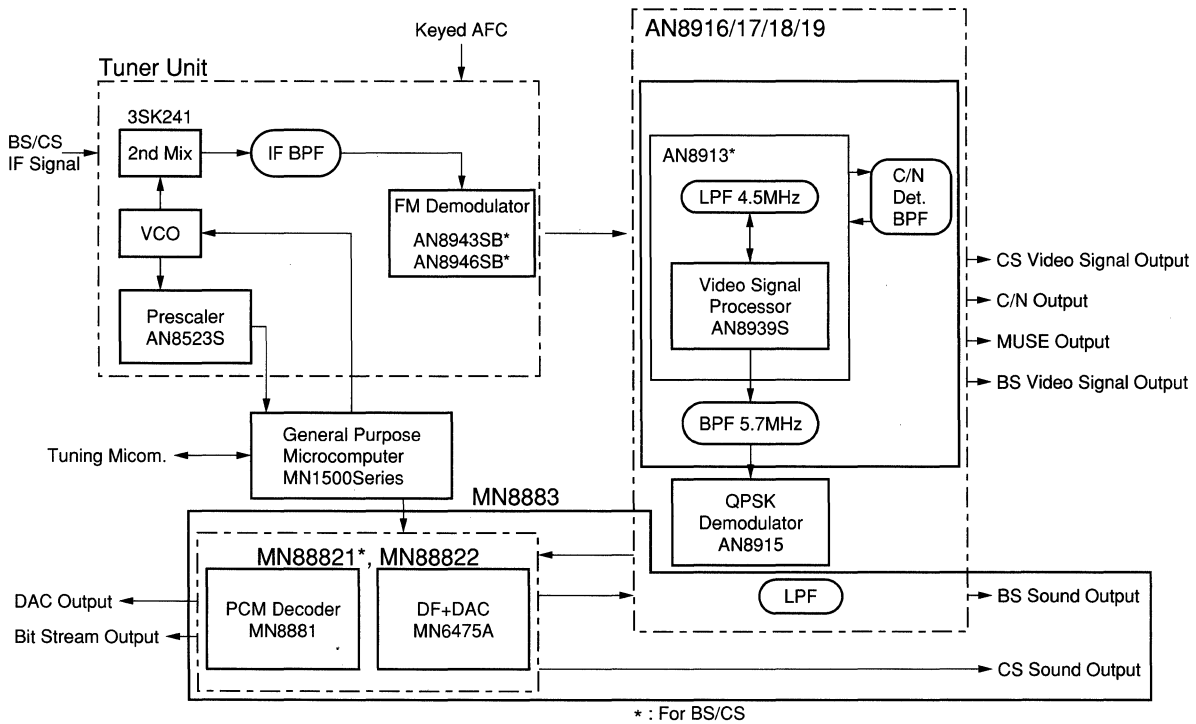 Keyed AFC
AN8916/17/18/19
Tuner Unit
3SK241
BS/CS
IF Signal
2nd Mix
IF BPF
AN8913*
C/N
Det.
BPF
LPF 4.5MHz
FM Demodulator
AN8943SB*
AN8946SB*
VCO
Video Signal
Processor
AN8939S
CS Video Signal Output
C/N Output
MUSE Output
BS Video Signal Output
Prescaler
AN8523S
BPF 5.7MHz
General Purpose
Microcomputer
MN1500Series
Tuning Micom.
MN8883
QPSK
Demodulator
AN8915
MN88821*, MN88822
PCM Decoder
MN8881
DF+DAC
MN6475A
LPF
DAC Output
Bit Stream Output
BS Sound Output
CS Sound Output
* : For BS/CS